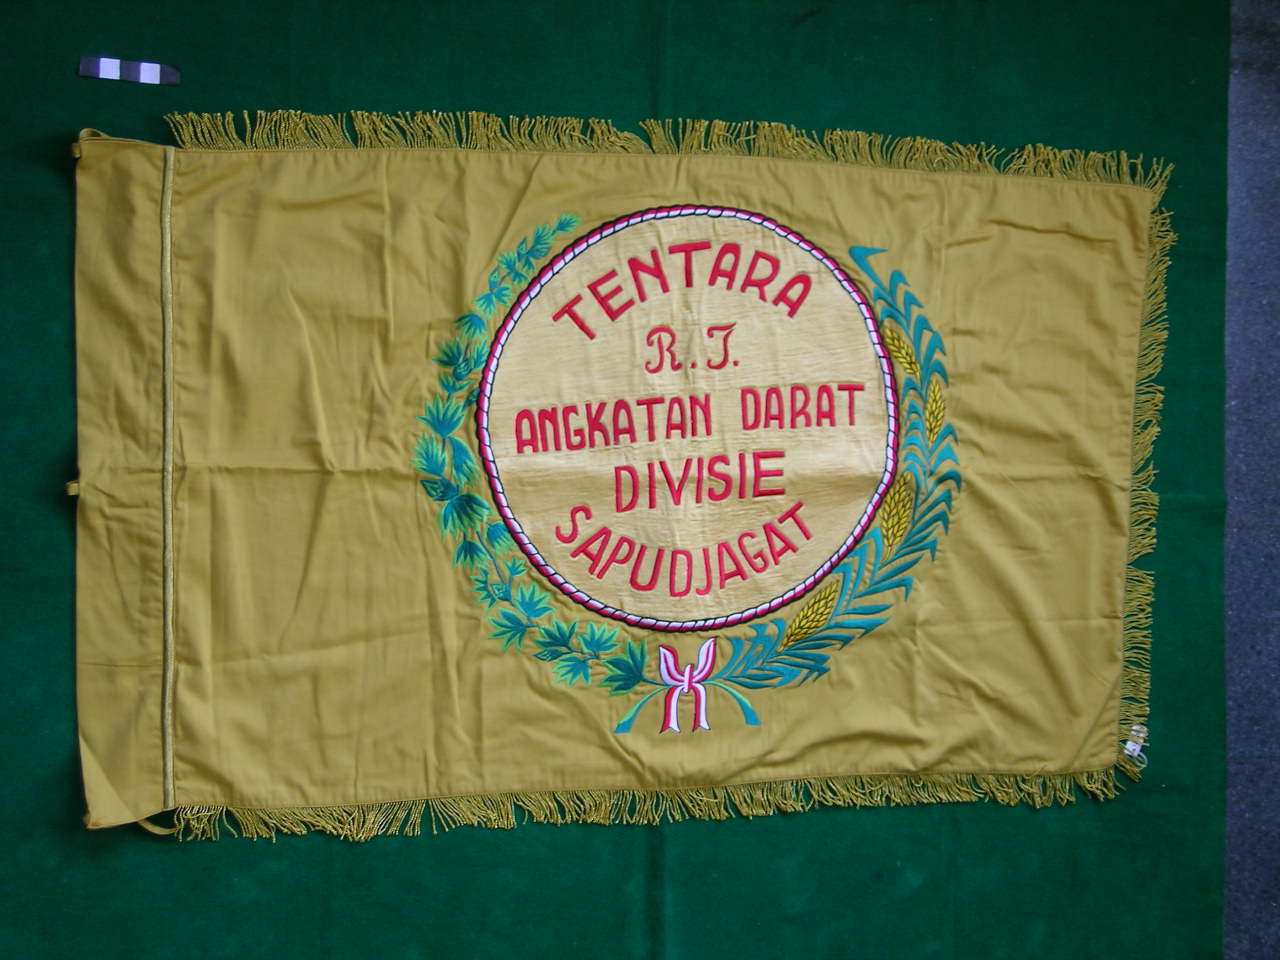 TENTARA
R.I.
ANGKATAN DARAT
DIVISIE
SAPUDJAGAT